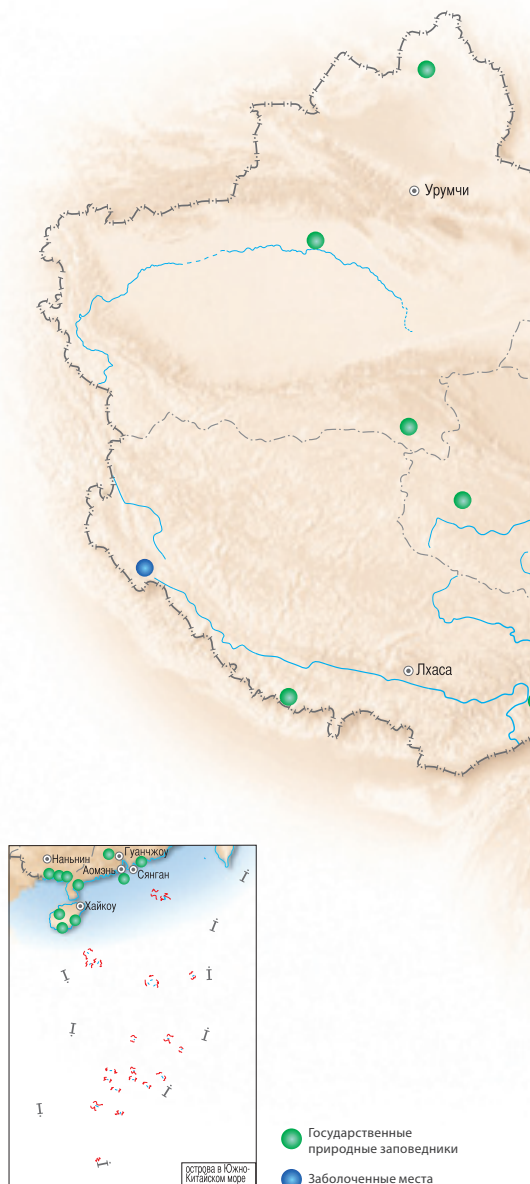 Урумчи
Лхаса
Гуанчжоу
Наньнин
Аомэнь
Сянган
Хайкоу
острова в Южно-
Китайском море
Государственные
природные заповедники
Заболоченные места